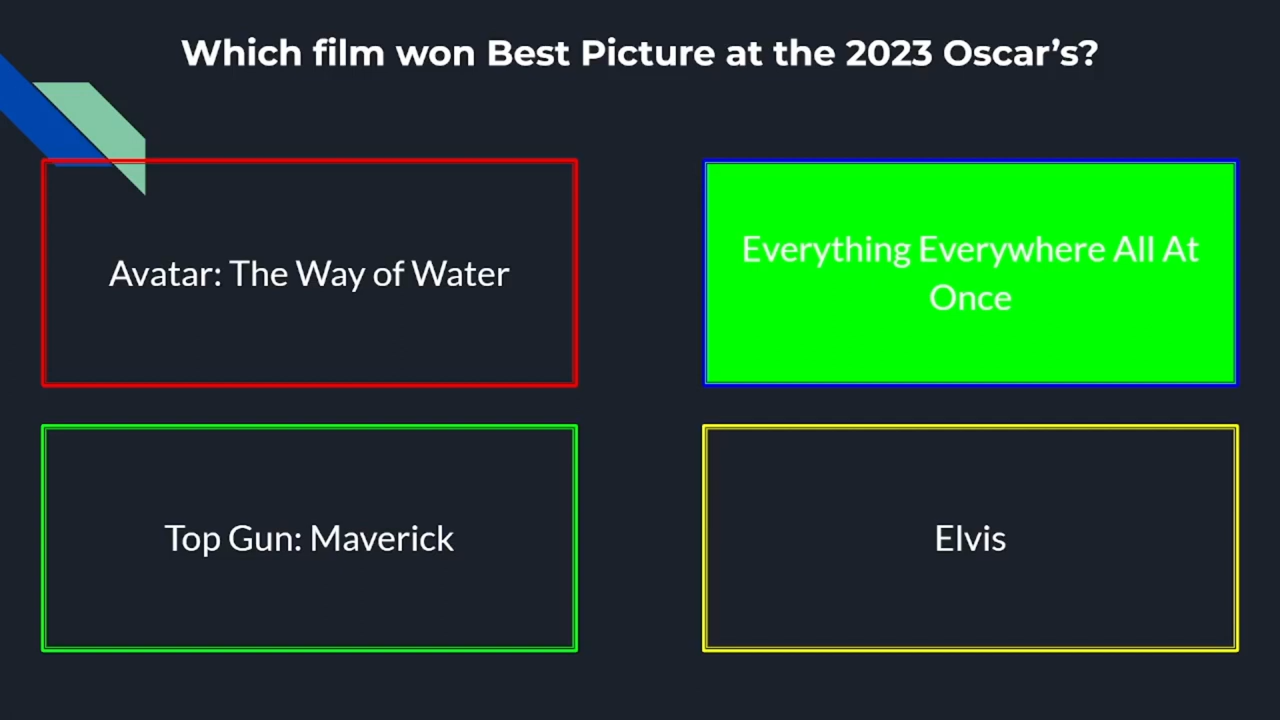 Which film won Best Picture at the 2023 Oscar’s?
Avatar: The Way of Water
Everything Everywhere All At
Once
Top Gun: Maverick
Elvis